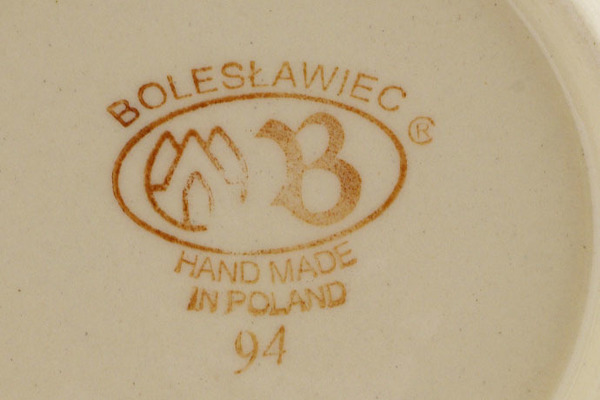 BOLESŁAWIEC ®
B
HAND MADE
IN POLAND
94